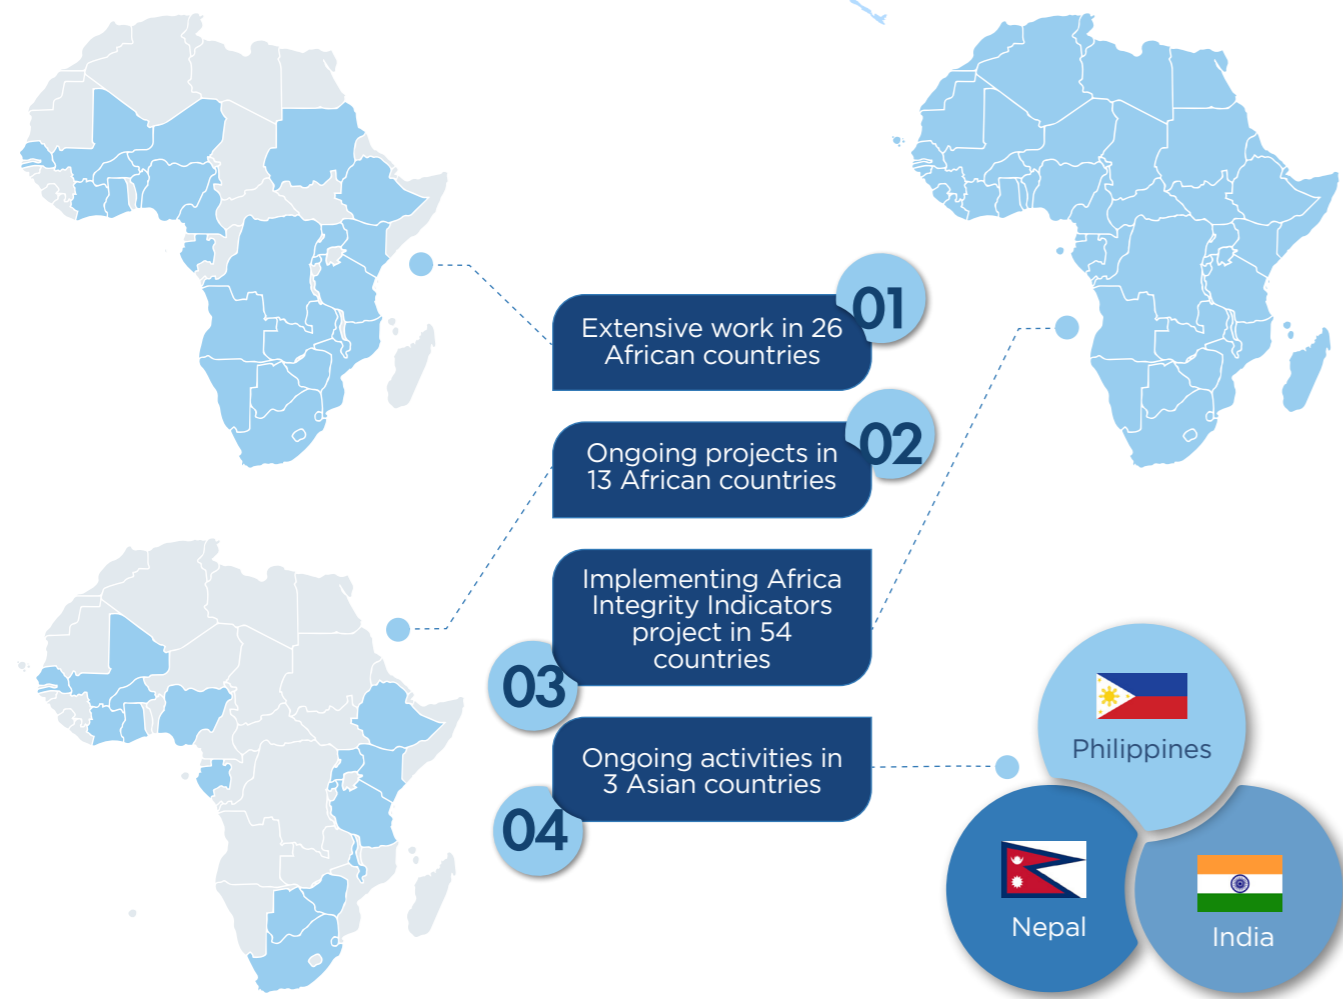 01
Extensive work in 26
African countries
02
Ongoing projects in
13 African countries
Implementing Africa
Integrity Indicators
project in 54
countries
03
Ongoing activities in
3 Asian countries
04
Philippines
Nepal
India